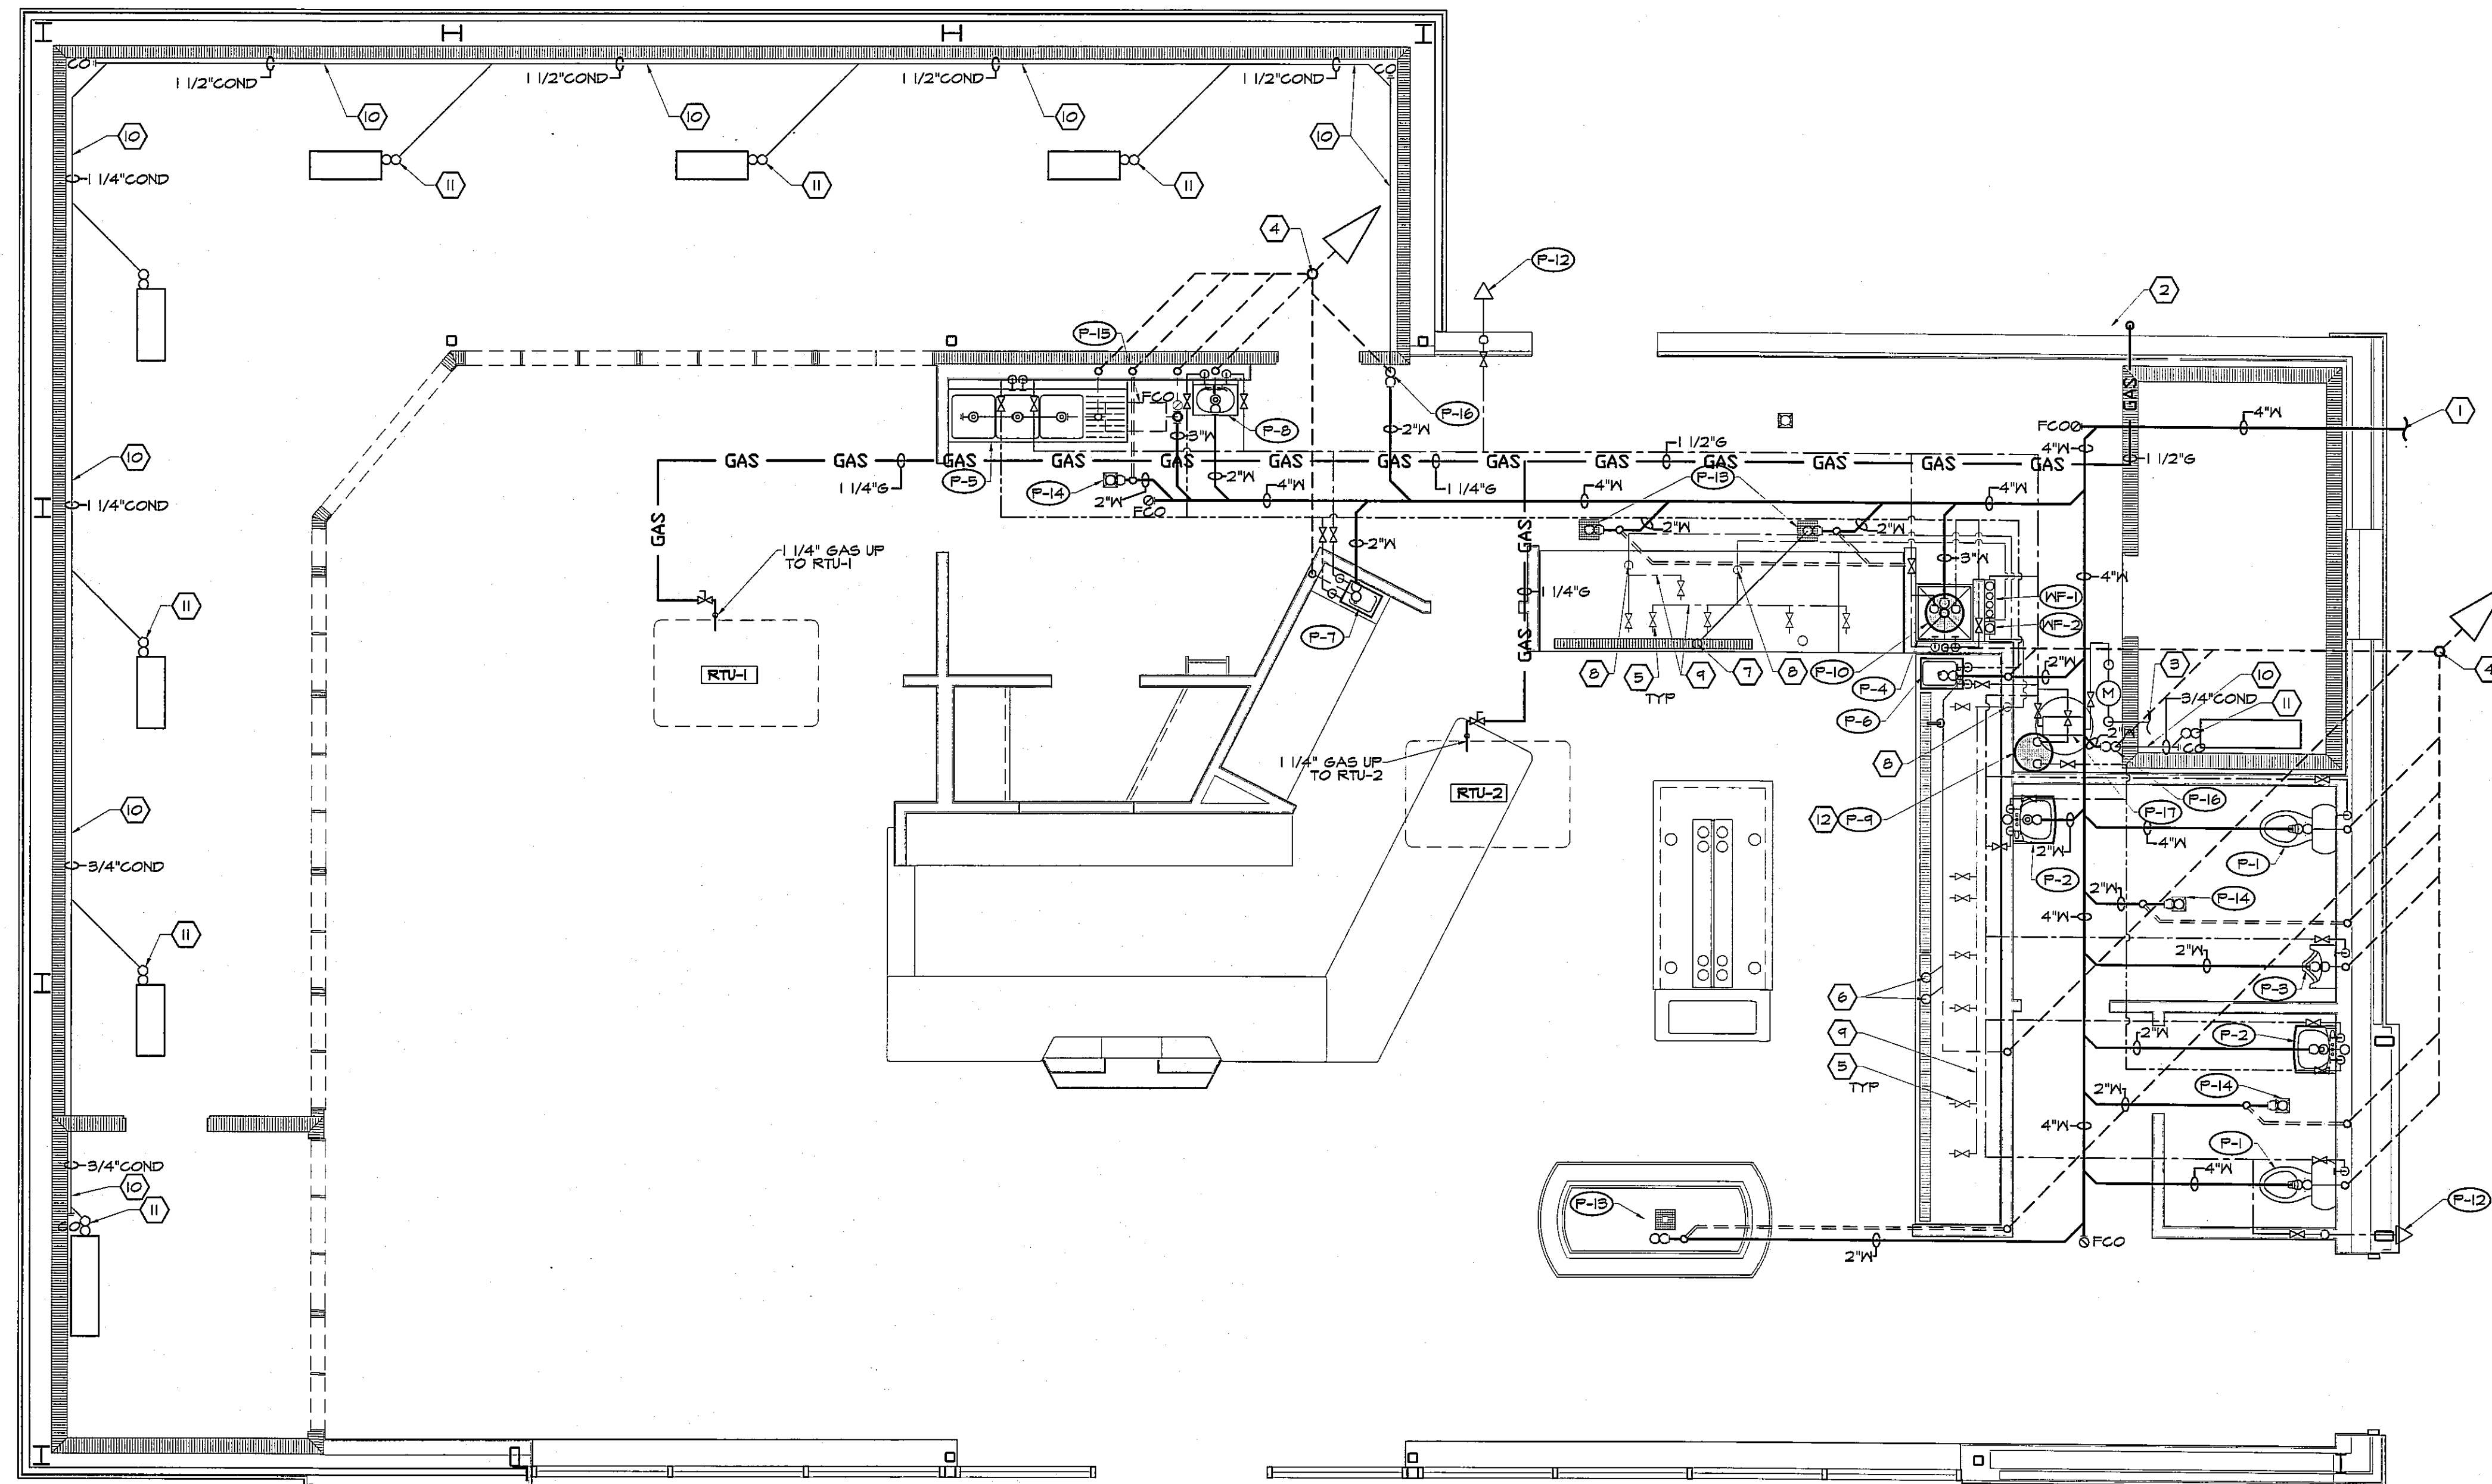 CO
1 1/2"COND
1 1/2"COND
1 1/2"COND
1 1/2"COND
CO
10
10
10
10
10
1 1/4"COND
11
11
11
4
P-12
2
P-15
FCO
P-8
P-16
3"W
2"W
2"W
FCO
4"W
1
4"W
10
GAS
GAS
GAS
GAS
GAS
GAS
GAS
GAS
GAS
GAS
GAS
GAS
GAS
GAS
1 1/2"G
1 1/2"G
P-5
1 1/4"G
1 1/4"G
P-14
2"W
FCO
4"W
4"W
P-13
4"W
1 1/4"COND
GAS
GAS
2"W
2"W
2"W
3"W
4"W
1 1/4" GAS UP
TO RTU-1
1 1/4"G
WF-1
WF-2
11
P-7
GAS
RTU-1
8
5
TYP
9
7
8
P-10
P-4
P-6
2"W
M
3
10
3/4"COND
11
4
2"W
CO
1 1/4" GAS UP
TO RTU-2
RTU-2
8
P-16
P-17
12
P-9
10
3/4"COND
2"W
P-2
4"W
P-1
2"W
P-14
4"W
11
2"W
P-3
6
9
5
TYP
2"W
P-2
2"W
P-14
4"W
P-1
4"W
3/4"COND
10
11
CO
P-13
2"W
FCO
P-12